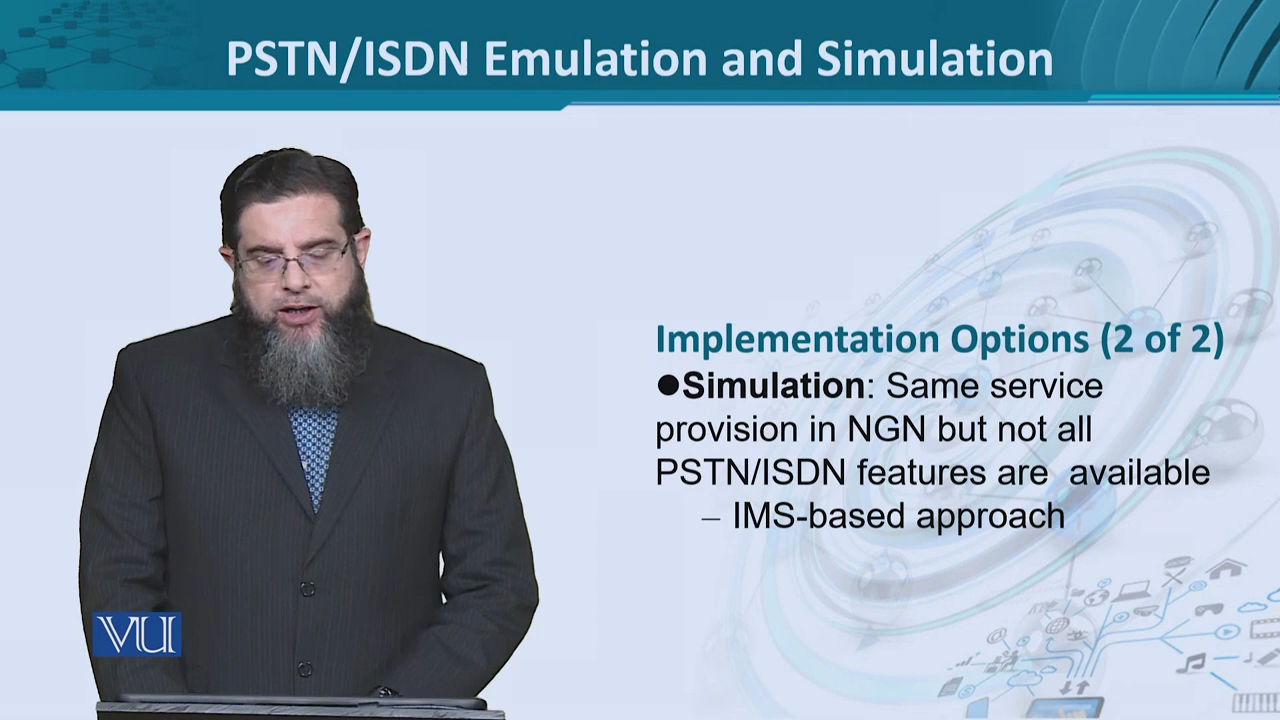 PSTN/ISDN Emulation and Simulation
Implementation Options (2 of 2)
●Simulation: Same service
provision in NGN but not all
PSTN/ISDN features are  available
– IMS-based approach
VU